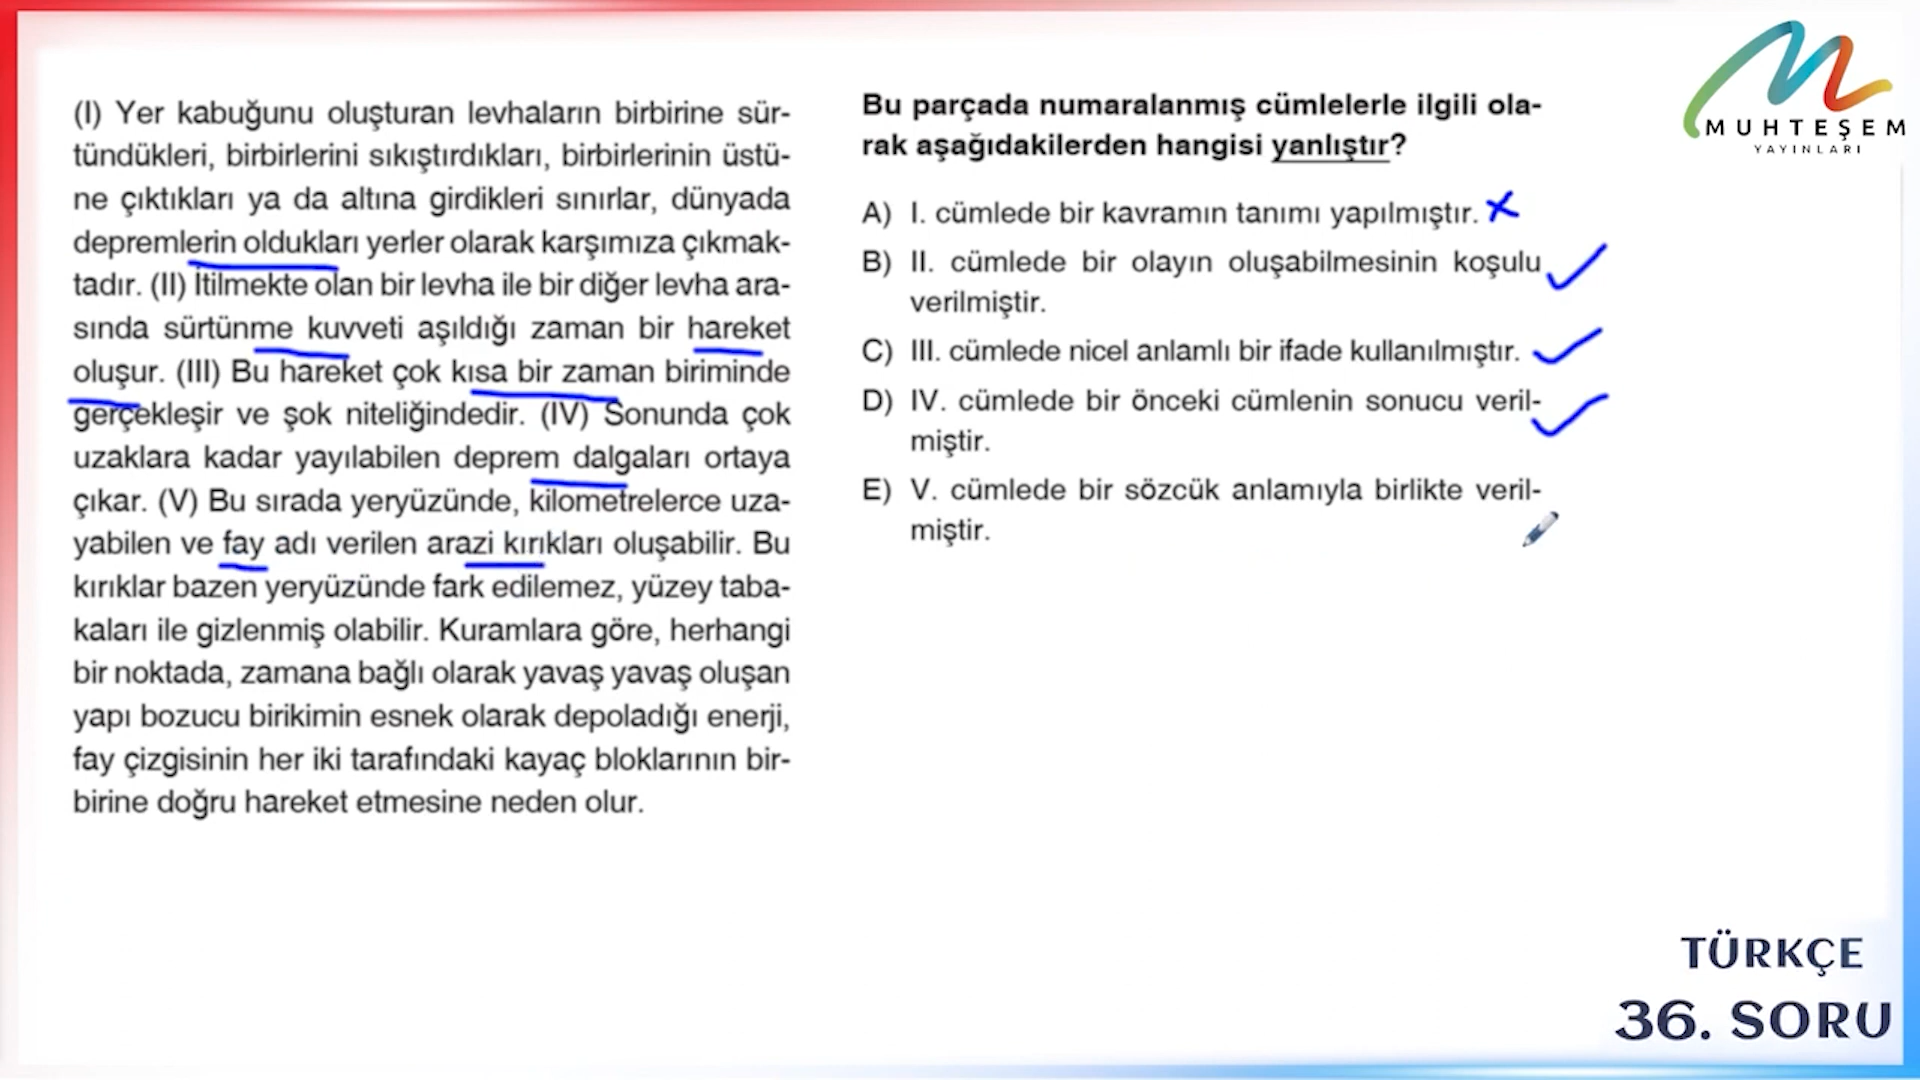 (I) Yer kabuğunu oluşturan levhaların birbirine sür-
tündükleri, birbirlerini sıkıştırdıkları, birbirlerinin üstü-
ne çıktıkları ya da altına girdikleri sınırlar, dünyada
depremlerin oldukları yerler olarak karşımıza çıkmak-
tadır. (II) İtilmekte olan bir levha ile bir diğer levha ara-
sında sürtünme kuvveti aşıldığı zaman bir hareket
oluşur. (III) Bu hareket çok kısa bir zaman biriminde
gerçekleşir ve şok niteliğindedir. (IV) Sonunda çok
uzaklara kadar yayılabilen deprem dalgaları ortaya
çıkar. (V) Bu sırada yeryüzünde, kilometrelerce uza-
yabilen ve fay adı verilen arazi kırıkları oluşabilir. Bu
kırıklar bazen yeryüzünde fark edilemez, yüzey taba-
kaları ile gizlenmiş olabilir. Kuramlara göre, herhangi
bir noktada, zamana bağlı olarak yavaş yavaş oluşan
yapı bozucu birikimin esnek olarak depoladığı enerji,
fay çizgisinin her iki tarafındaki kayaç bloklarının bir-
birine doğru hareket etmesine neden olur.
Bu parçada numaralanmış cümlelerle ilgili ola-
rak aşağıdakilerden hangisi yanlıştır?
A) I. cümlede bir kavramın tanımı yapılmıştır.
B) II. cümlede bir olayın oluşabilmesinin koşulu
verilmiştir.
C) III. cümlede nicel anlamlı bir ifade kullanılmıştır.
D) IV. cümlede bir önceki cümlenin sonucu veril-
miştir.
E) V. cümlede bir sözcük anlamıyla birlikte veril-
miştir.
MUHTEŞEM
YAYINLARI
TÜRKÇE
36. SORU